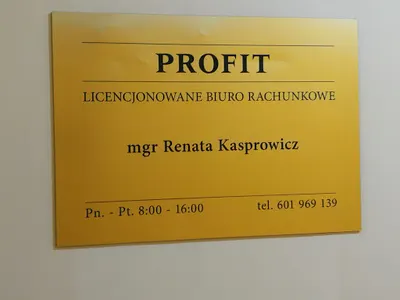 PROFIT
LICENCJONOWANE BIURO RACHUNKOWE
mgr Renata Kasprowicz
Pn. - Pt. 8:00 - 16:00 tel. 601 969 139